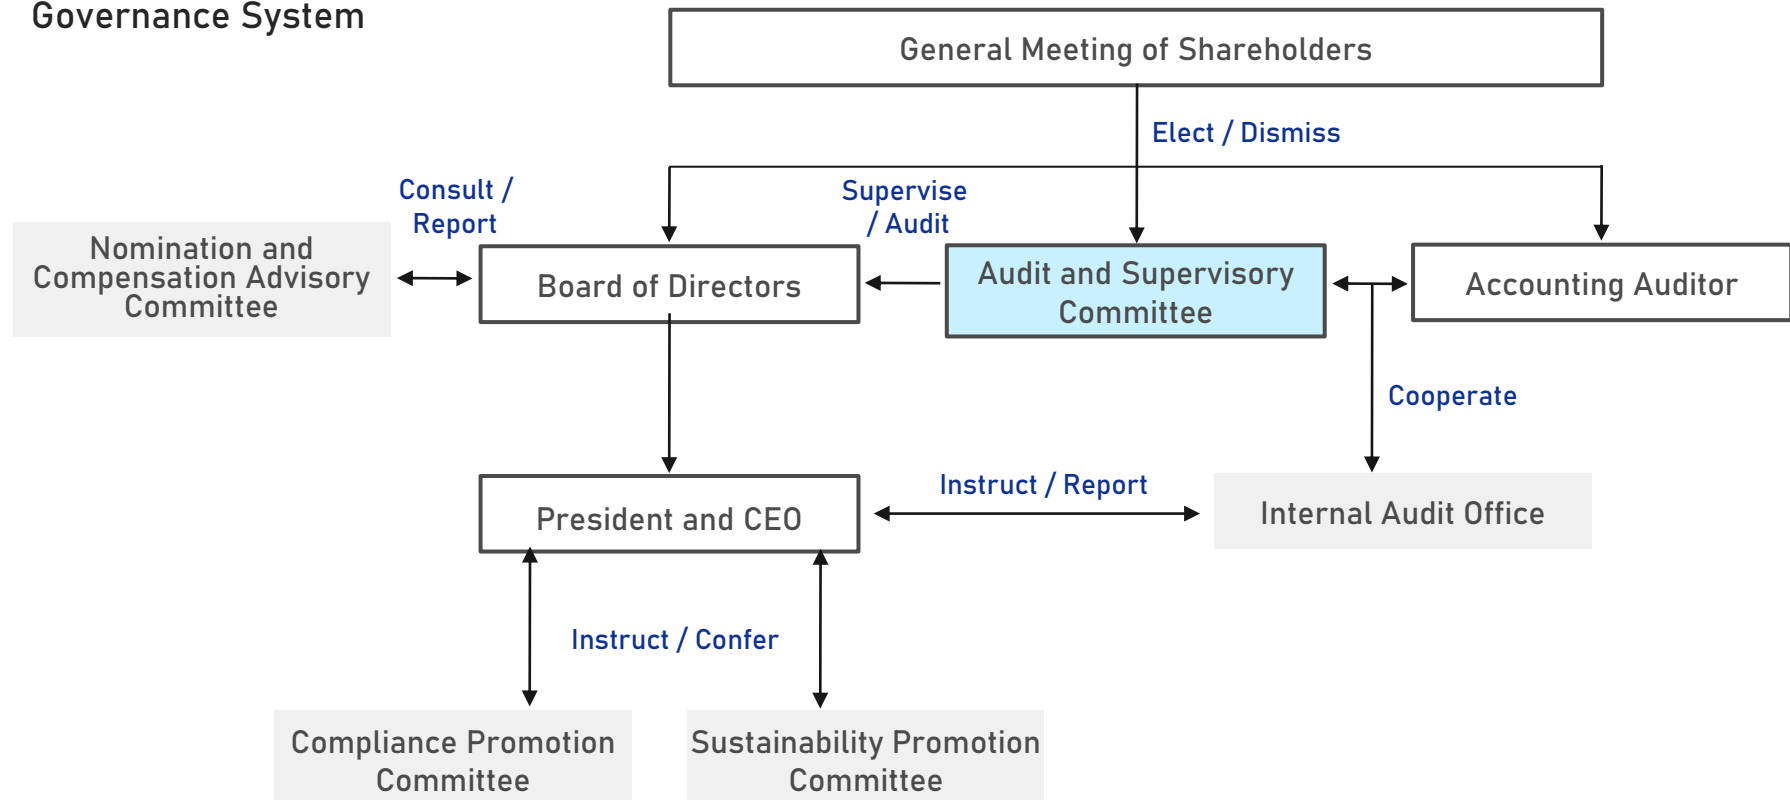 Governance System
General Meeting of Shareholders
Elect / Dismiss
Consult /
Report
Supervise
/ Audit
Nomination and
Compensation Advisory
Committee
Board of Directors
Audit and Supervisory
Committee
Accounting Auditor
Cooperate
President and CEO
Instruct / Report
Internal Audit Office
Instruct / Confer
Compliance Promotion
Committee
Sustainability Promotion
Committee